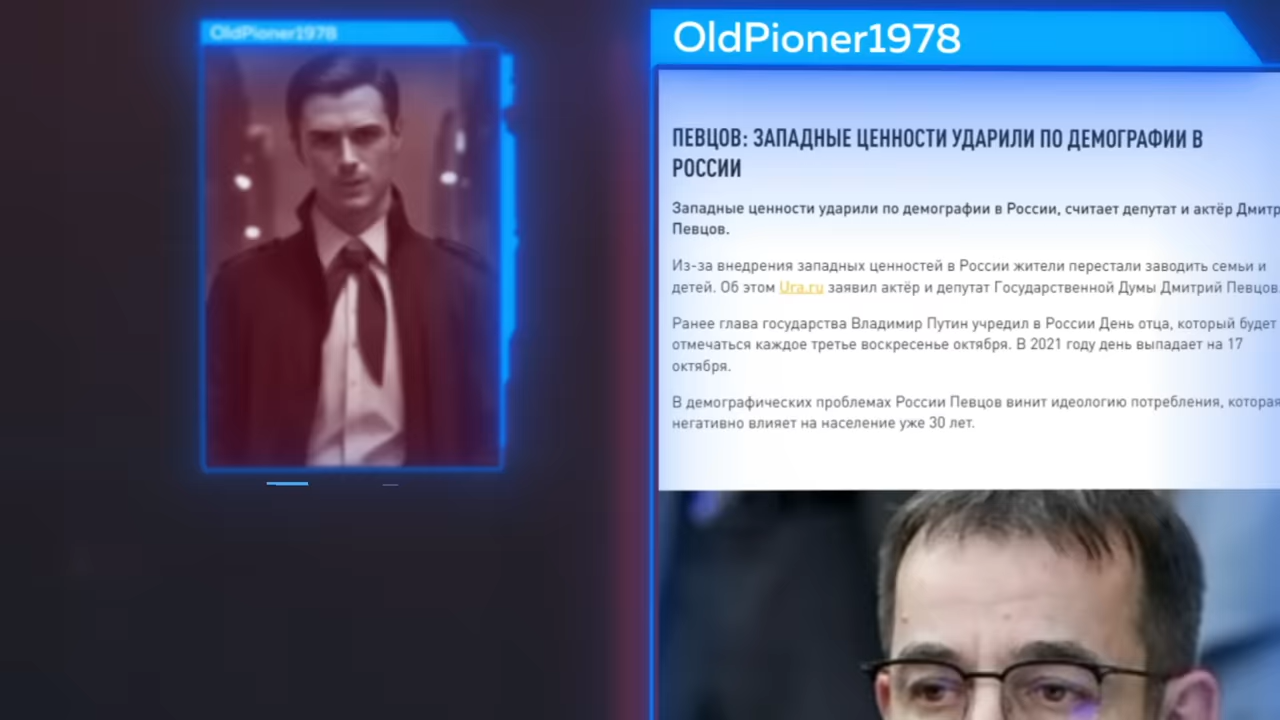 OldPioner1978
OldPioner1978
ПЕВЦОВ: ЗАПАДНЫЕ ЦЕННОСТИ УДАРИЛИ ПО ДЕМОГРАФИИ В
РОССИИ
Западные ценности ударили по демографии в России, считает депутат и актёр
Певцов.
Из-за внедрения западных ценностей в России жители перестали заводить семьи и
детей. Об этом Ura.ru заявил актёр и депутат Государственной Думы Дмитрий Певцов.
Ранее глава государства Владимир Путин учредил в России День отца, который будет
отмечаться каждое третье воскресенье октября. В 2021 году день выпадает на 17
октября.
В демографических проблемах России Певцов винит идеологию потребления, которая
негативно влияет на население уже 30 лет.